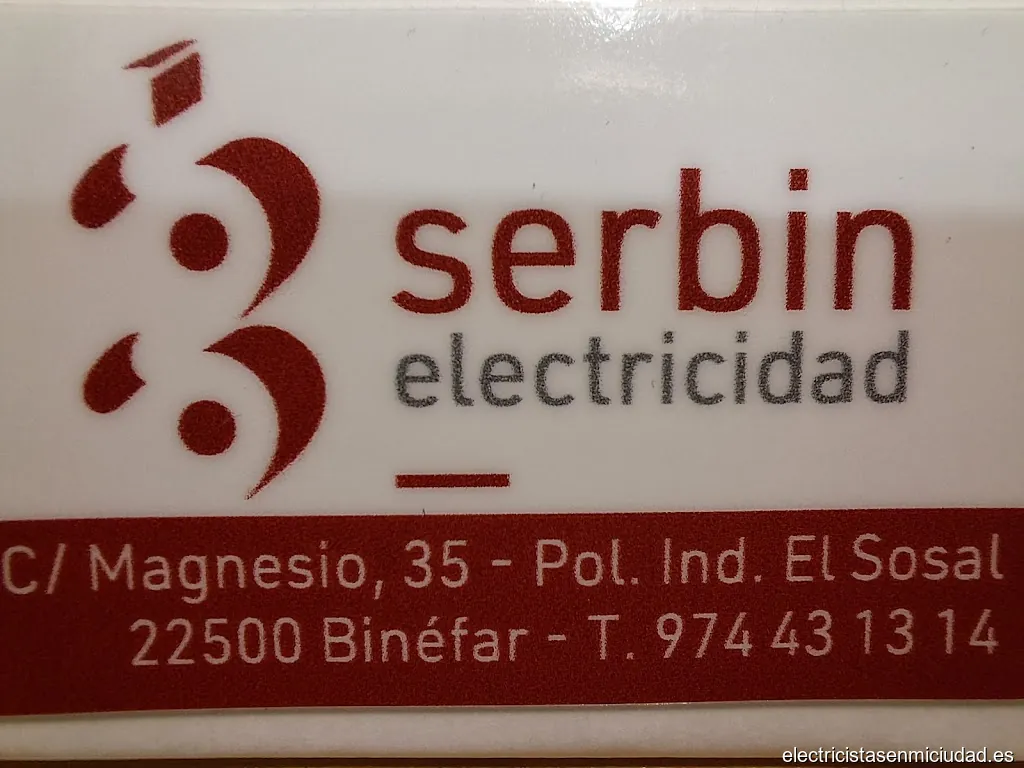 serbin
electricidad
C/ Magnesio, 35 - Pol. Ind. El Sosal
22500 Binéfar - T. 974 43 13 14
electricistasenmiciudad.es